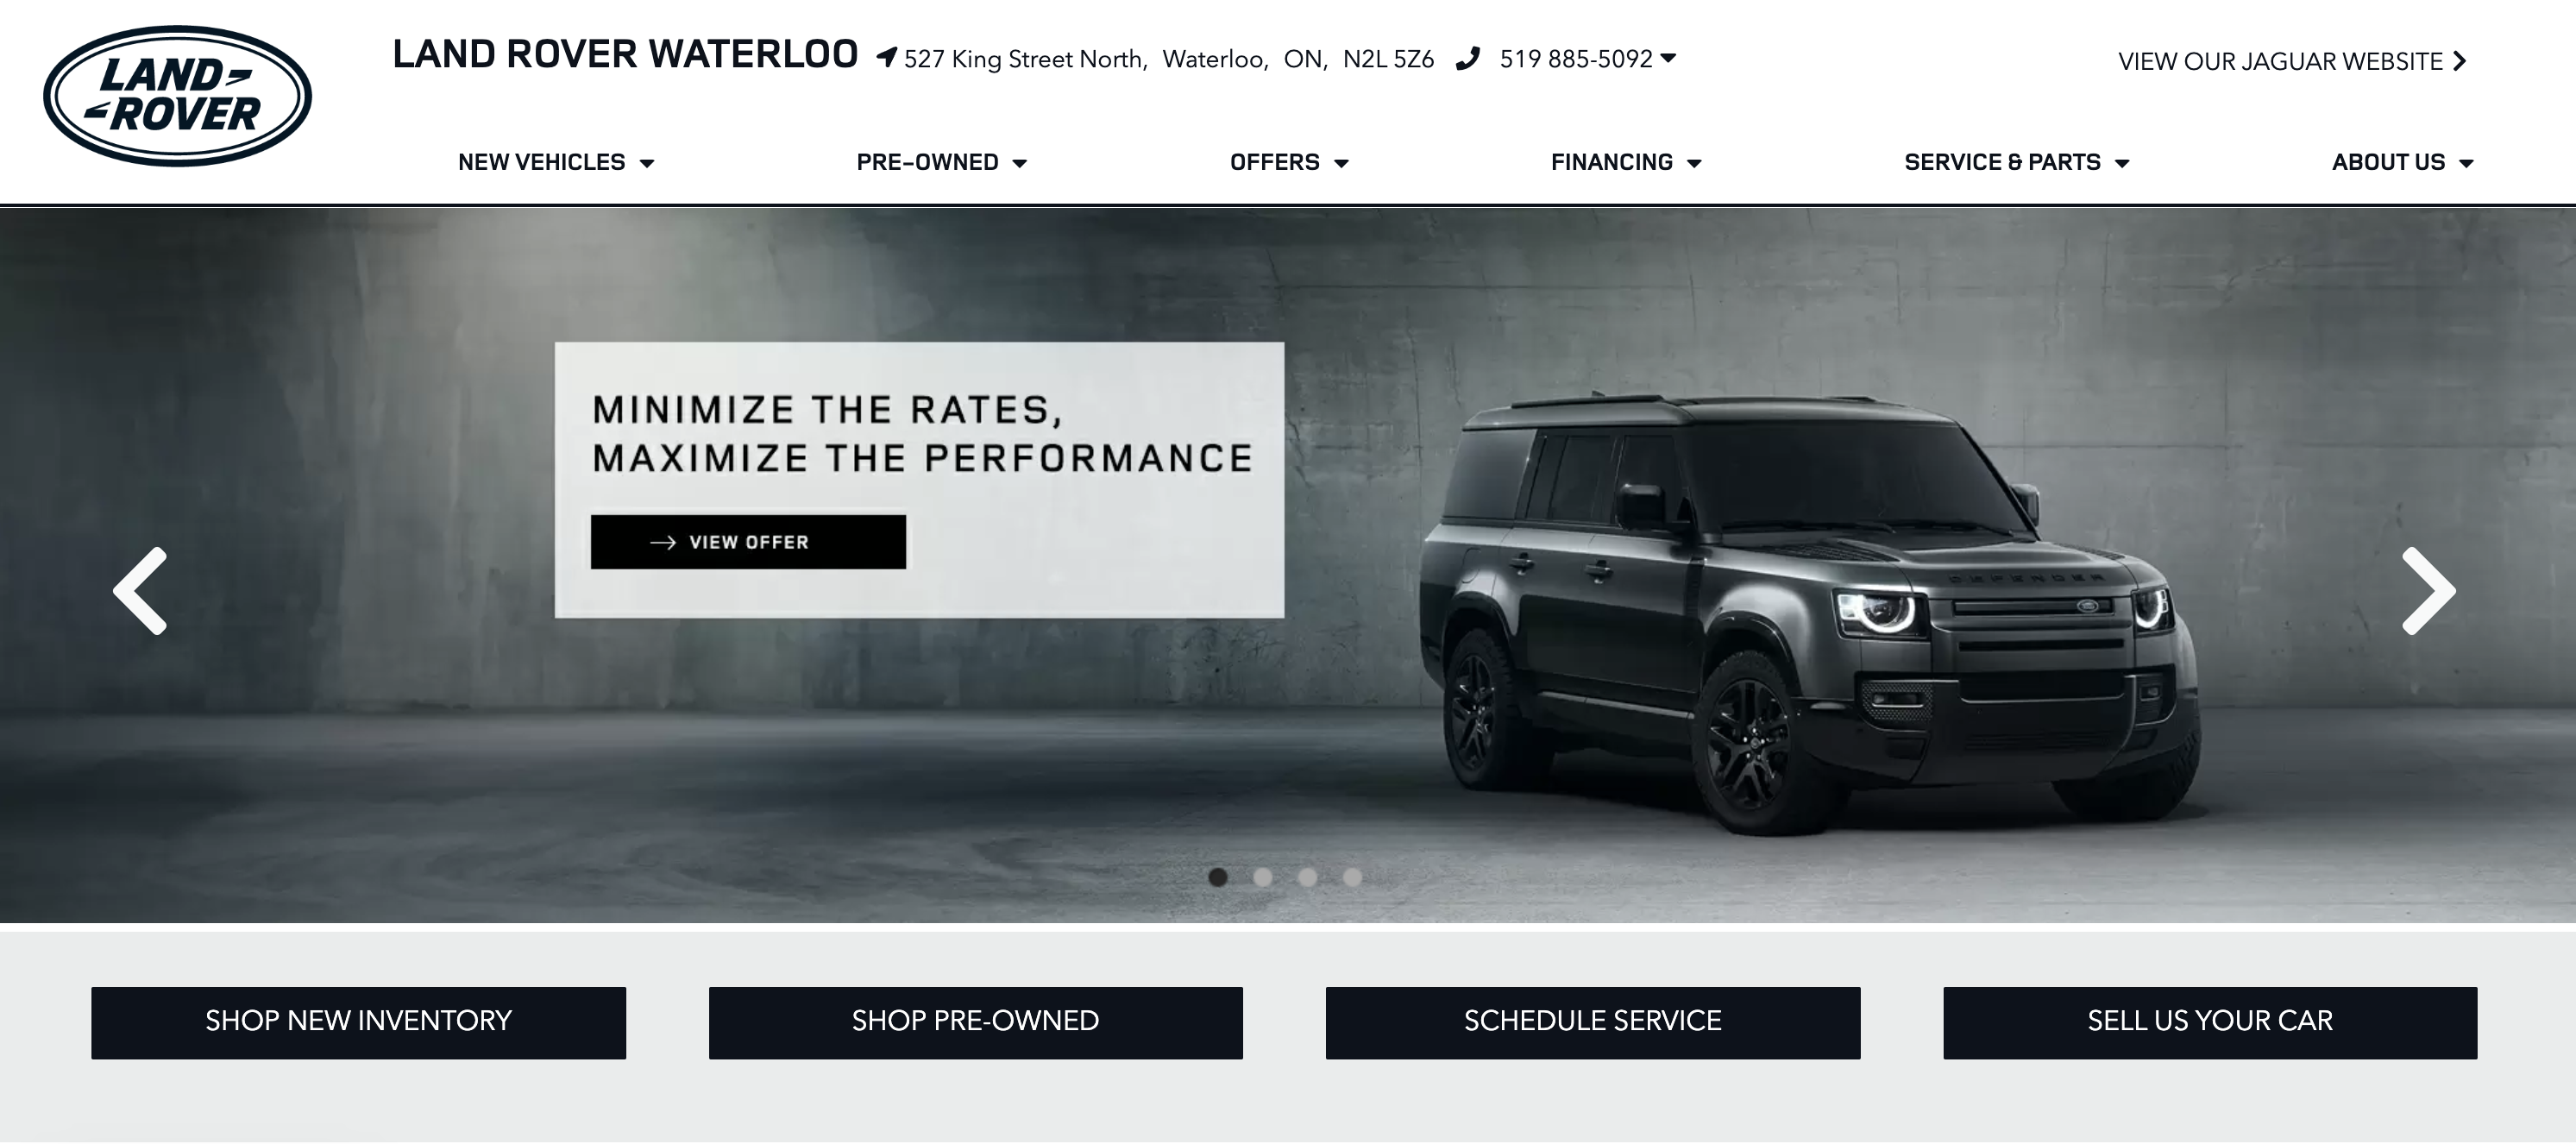 LAND
ROVER
LAND ROVER WATERLOO 527 King Street North, Waterloo, ON, N2L 5Z6 519 885-5092
VIEW OUR JAGUAR WEBSITE
NEW VEHICLES PRE-OWNED OFFERS FINANCING SERVICE & PARTS ABOUT US
MINIMIZE THE RATES,
MAXIMIZE THE PERFORMANCE
VIEW OFFER
DEFENDER
SHOP NEW INVENTORY SHOP PRE-OWNED SCHEDULE SERVICE SELL US YOUR CAR